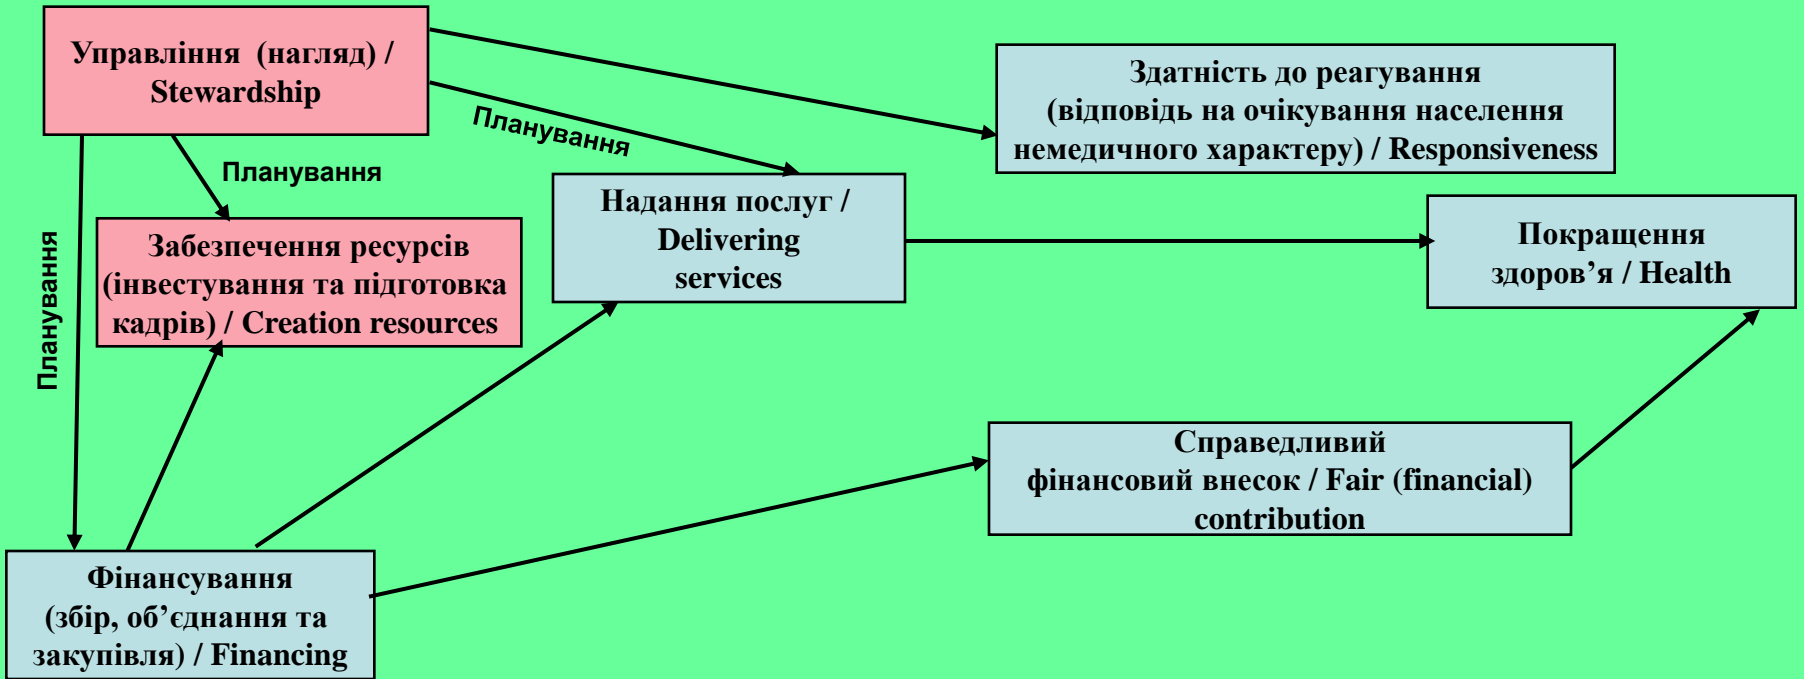 Управління (нагляд) /
Stewardship
Здатність до реагування
(відповідь на очікування населення
немедичного характеру) / Responsiveness
Планування
Планування
Планування
Надання послуг /
Delivering
services
Забезпечення ресурсів
(інвестування та підготовка
кадрів) / Creation resources
Покращення
здоров’я / Health
Справедливий
фінансовий внесок / Fair (financial)
contribution
Фінансування
(збір, об’єднання та
закупівля) / Financing